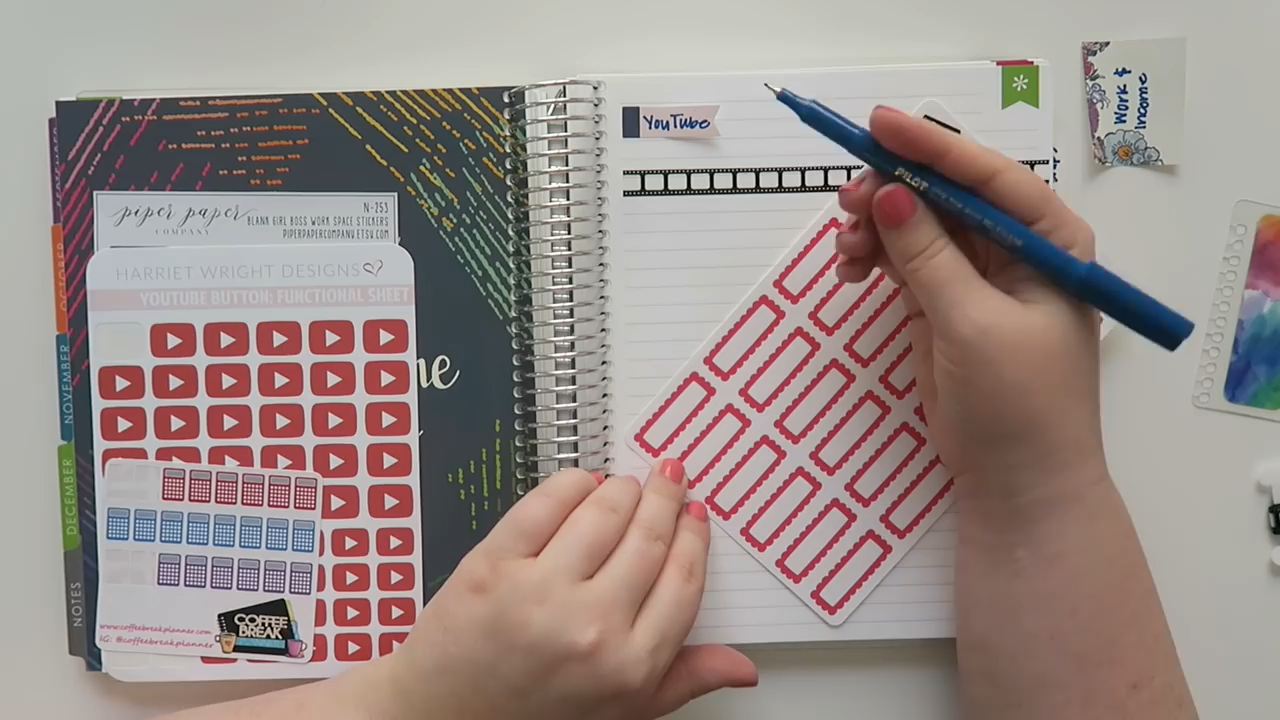 piper paper
COMPANY
N-253
BLANK GIRL BOSS WORK SPACE STICKERS
PIPERPAPERCOMPANY.ETSY.COM
HARRIET WRIGHT DESIGNS
YOUTUBE BUTTON: FUNCTIONAL SHEET
OCTOBER
NOVEMBER
DECEMBER
NOTES
COFFEE
BREAK
www.coffeebreakplanner.com
IG: @coffeebreakplanner
YouTube
PILOT
Work &
Income